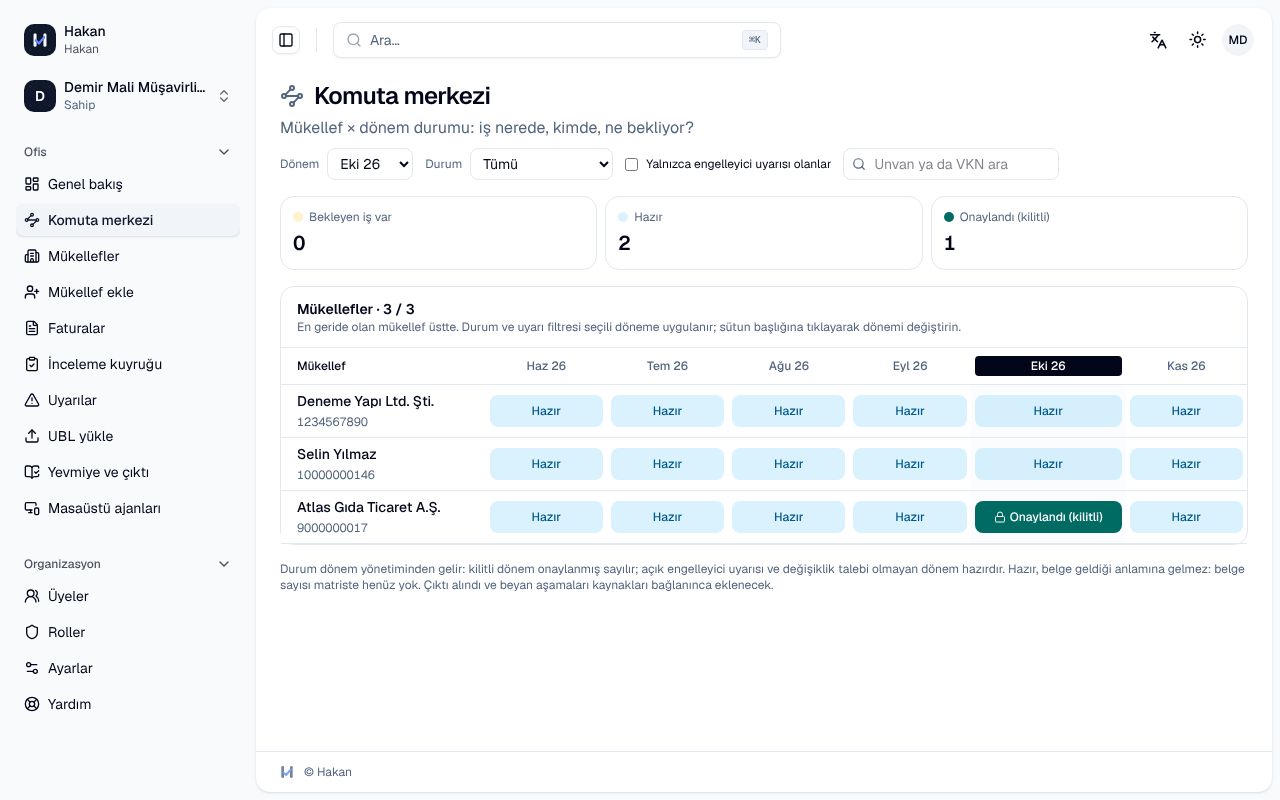 Hakan
Hakan
D
Demir Mali Müşavirli...
Sahip
Ofis
Genel bakış
Komuta merkezi
Mükellefler
Mükellef ekle
Faturalar
İnceleme kuyruğu
Uyarılar
UBL yükle
Yevmiye ve çıktı
Masaüstü ajanları
Organizasyon
Üyeler
Roller
Ayarlar
Yardım
Ara...
⌘K
MD
Komuta merkezi
Mükellef × dönem durumu: iş nerede, kimde, ne bekliyor?
Dönem Eki 26 Durum Tümü Yalnızca engelleyici uyarısı olanlar Unvan ya da VKN ara
Bekleyen iş var Hazır Onaylandı (kilitli)
0 2 1
Mükellefler · 3 / 3
En geride olan mükellef üstte. Durum ve uyarı filtresi seçili döneme uygulanır; sütun başlığına tıklayarak dönemi değiştirin.
Mükellef Haz 26 Tem 26 Ağu 26 Eyl 26 Eki 26 Kas 26
Deneme Yapı Ltd. Şti.
1234567890
Hazır Hazır Hazır Hazır Hazır Hazır
Selin Yılmaz
10000000146
Hazır Hazır Hazır Hazır Hazır Hazır
Atlas Gıda Ticaret A.Ş.
9000000017
Hazır Hazır Hazır Hazır Onaylandı (kilitli) Hazır
Durum dönem yönetiminden gelir: kilitli dönem onaylanmış sayılır; açık engelleyici uyarısı ve değişiklik talebi olmayan dönem hazırdır. Hazır, belge geldiği anlamına gelmez: belge
sayısı matriste henüz yok. Çıktı alındı ve beyan aşamaları kaynakları bağlanınca eklenecek.
© Hakan